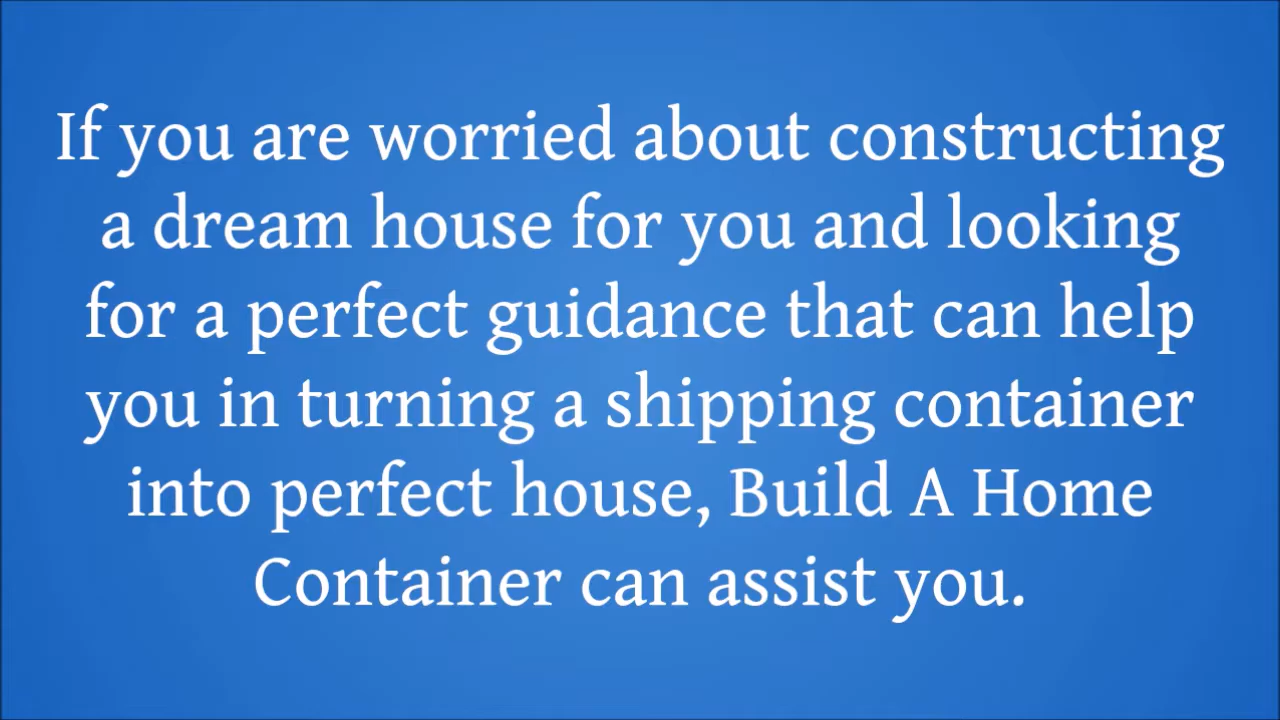 If you are worried about constructing
a dream house for you and looking
for a perfect guidance that can help
you in turning a shipping container
into perfect house, Build A Home
Container can assist you.